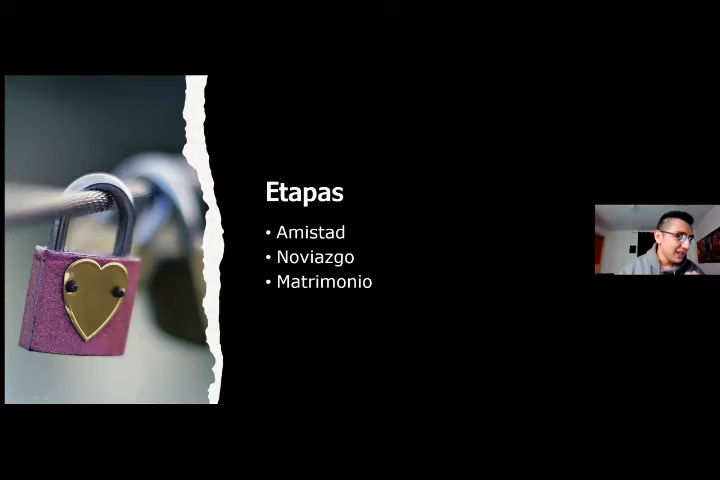 Etapas
• Amistad
• Noviazgo
• Matrimonio